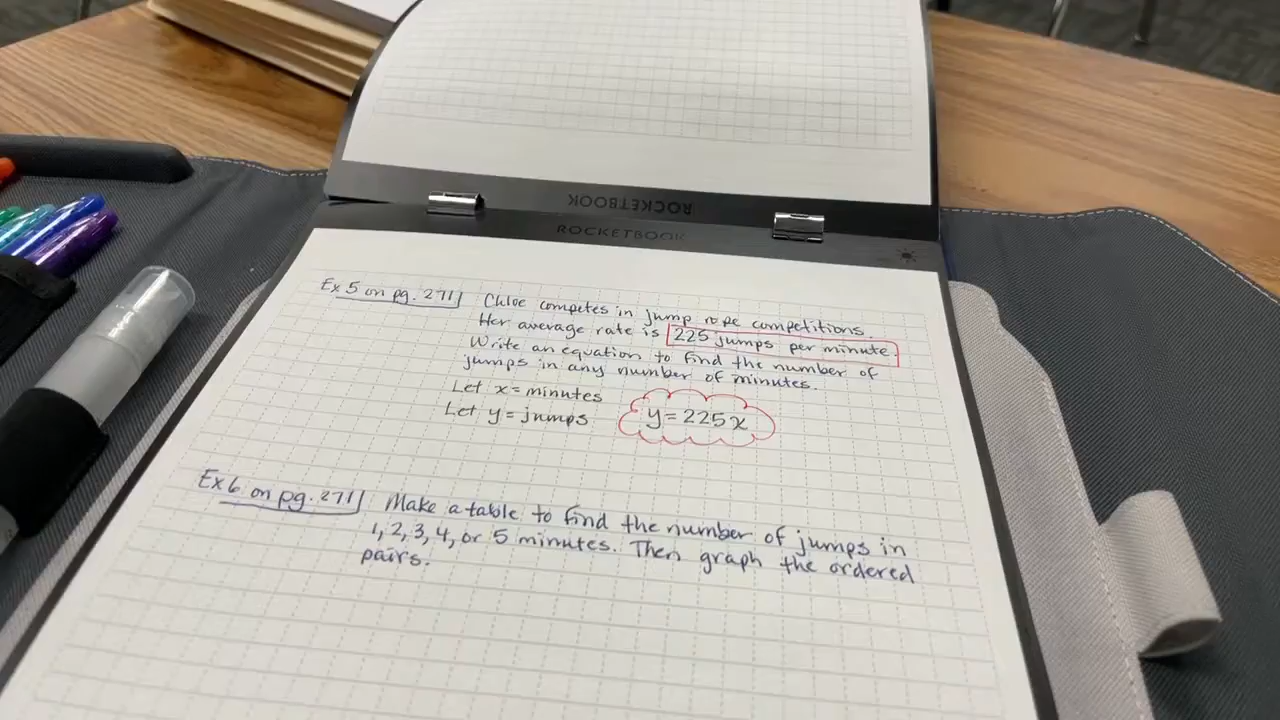 ROCKETBOOK
ROCKETBOOK
Ex 5 on pg. 271
Chloe competes in jump rope competitions.
Her average rate is 225 jumps per minute.
Write an equation to find the number of
jumps in any number of minutes.
Let x = minutes
Let y = jumps
y = 225x
Ex 6 on pg. 271
Make a table to find the number of jumps in
1, 2, 3, 4, or 5 minutes. Then graph the ordered
pairs.